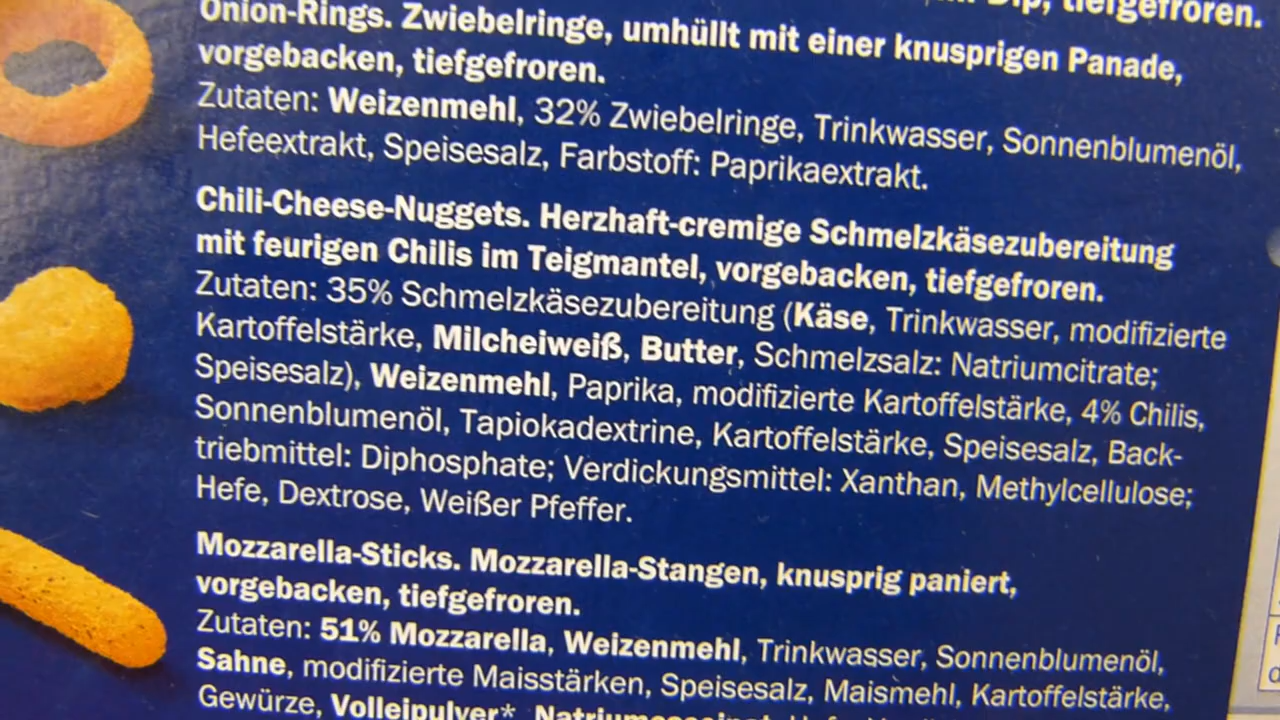 Dip, tiefgefroren.
Onion-Rings. Zwiebelringe, umhüllt mit einer knusprigen Panade,
vorgebacken, tiefgefroren.
Zutaten: Weizenmehl, 32% Zwiebelringe, Trinkwasser, Sonnenblumenöl,
Hefeextrakt, Speisesalz, Farbstoff: Paprikaextrakt.
Chili-Cheese-Nuggets. Herzhaft-cremige Schmelzkäsezubereitung
mit feurigen Chilis im Teigmantel, vorgebacken, tiefgefroren.
Zutaten: 35% Schmelzkäsezubereitung (Käse, Trinkwasser, modifizierte
Kartoffelstärke, Milcheiweiß, Butter, Schmelzsalz: Natriumcitrate;
Speisesalz), Weizenmehl, Paprika, modifizierte Kartoffelstärke, 4% Chilis,
Sonnenblumenöl, Tapiokadextrine, Kartoffelstärke, Speisesalz, Back-
triebmittel: Diphosphate; Verdickungsmittel: Xanthan, Methylcellulose;
Hefe, Dextrose, Weißer Pfeffer.
Mozzarella-Sticks. Mozzarella-Stangen, knusprig paniert,
vorgebacken, tiefgefroren.
Zutaten: 51% Mozzarella, Weizenmehl, Trinkwasser, Sonnenblumenöl,
Sahne, modifizierte Maisstärken, Speisesalz, Maismehl, Kartoffelstärke,
Gewürze, Volleipulver*,